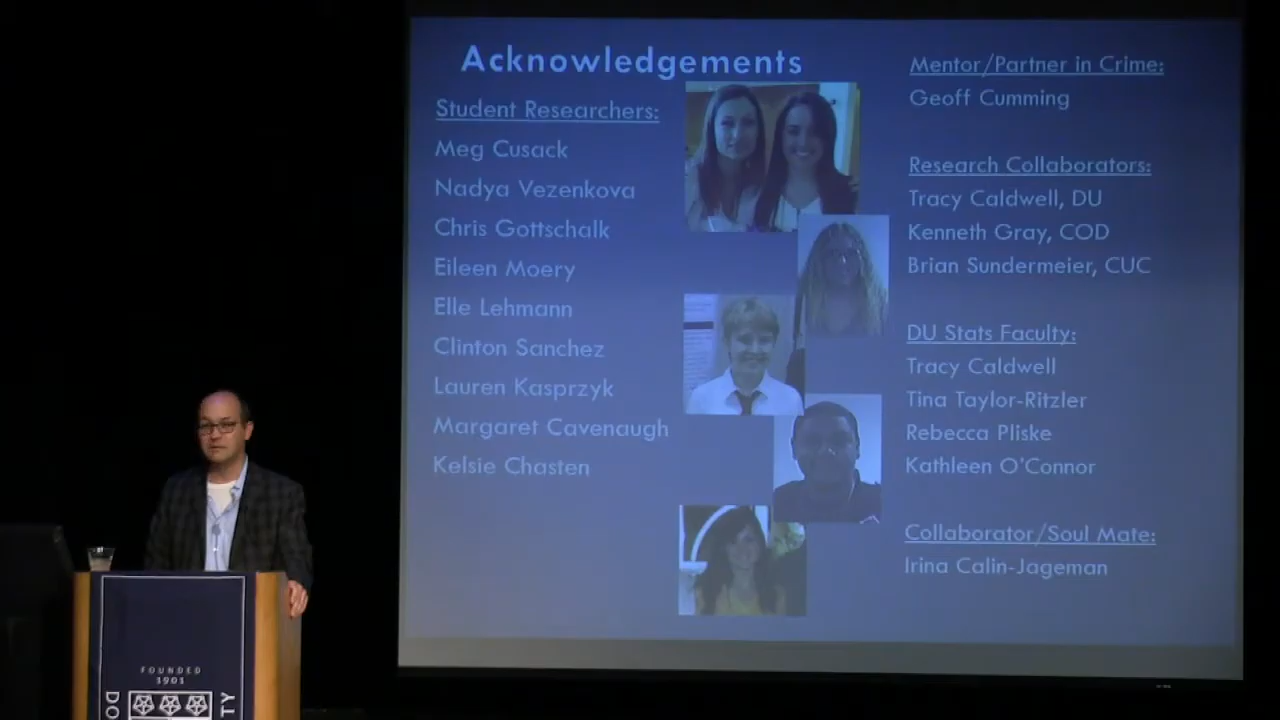 Acknowledgements
Student Researchers:
Meg Cusack
Nadya Vezenkova
Chris Gottschalk
Eileen Moery
Elle Lehmann
Clinton Sanchez
Lauren Kasprzyk
Margaret Cavenaugh
Kelsie Chasten
Mentor/Partner in Crime:
Geoff Cumming
Research Collaborators:
Tracy Caldwell, DU
Kenneth Gray, COD
Brian Sundermeier, CUC
DU Stats Faculty:
Tracy Caldwell
Tina Taylor-Ritzler
Rebecca Pliske
Kathleen O'Connor
Collaborator/Soul Mate:
Irina Calin-Jageman
FOUNDED
1901
DO
TY